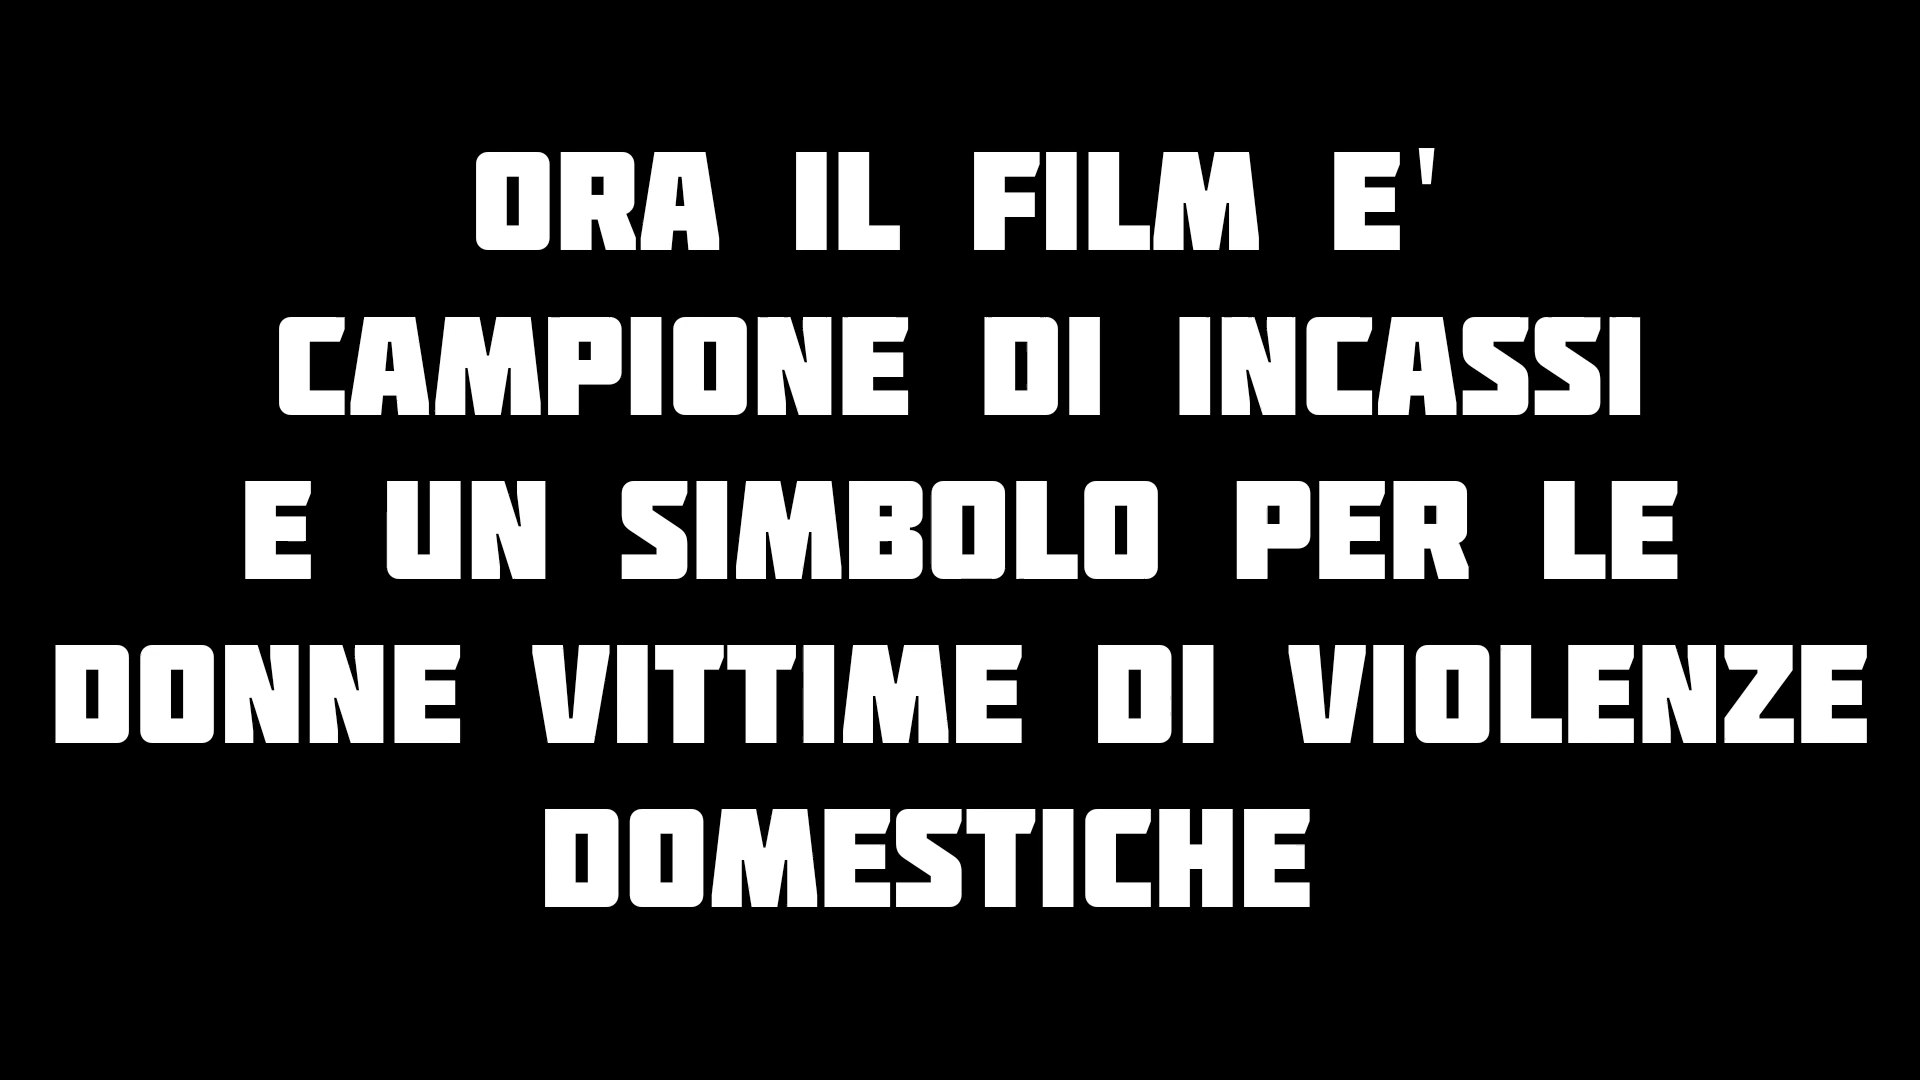 ORA IL FILM E'
CAMPIONE DI INCASSI
E UN SIMBOLO PER LE
DONNE VITTIME DI VIOLENZE
DOMESTICHE